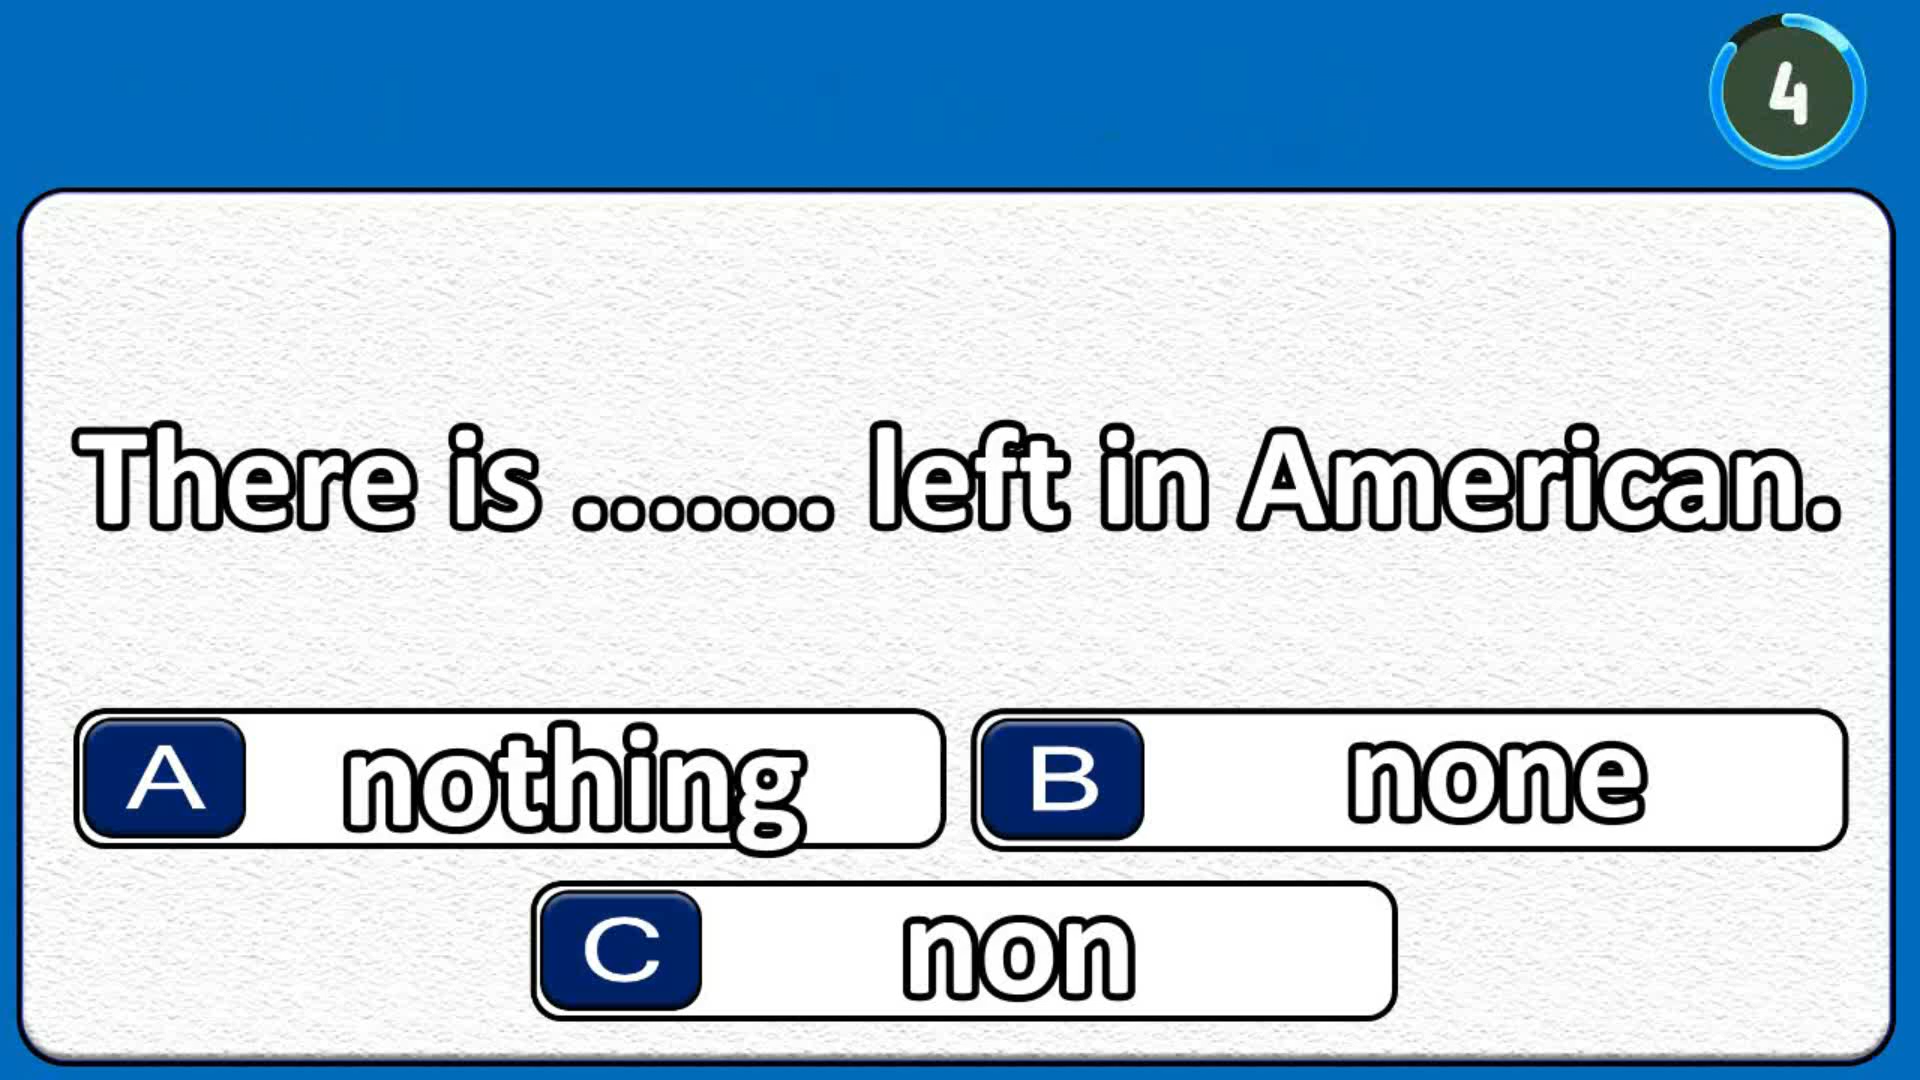 4
There is ....... left in American.
A nothing
B none
C non